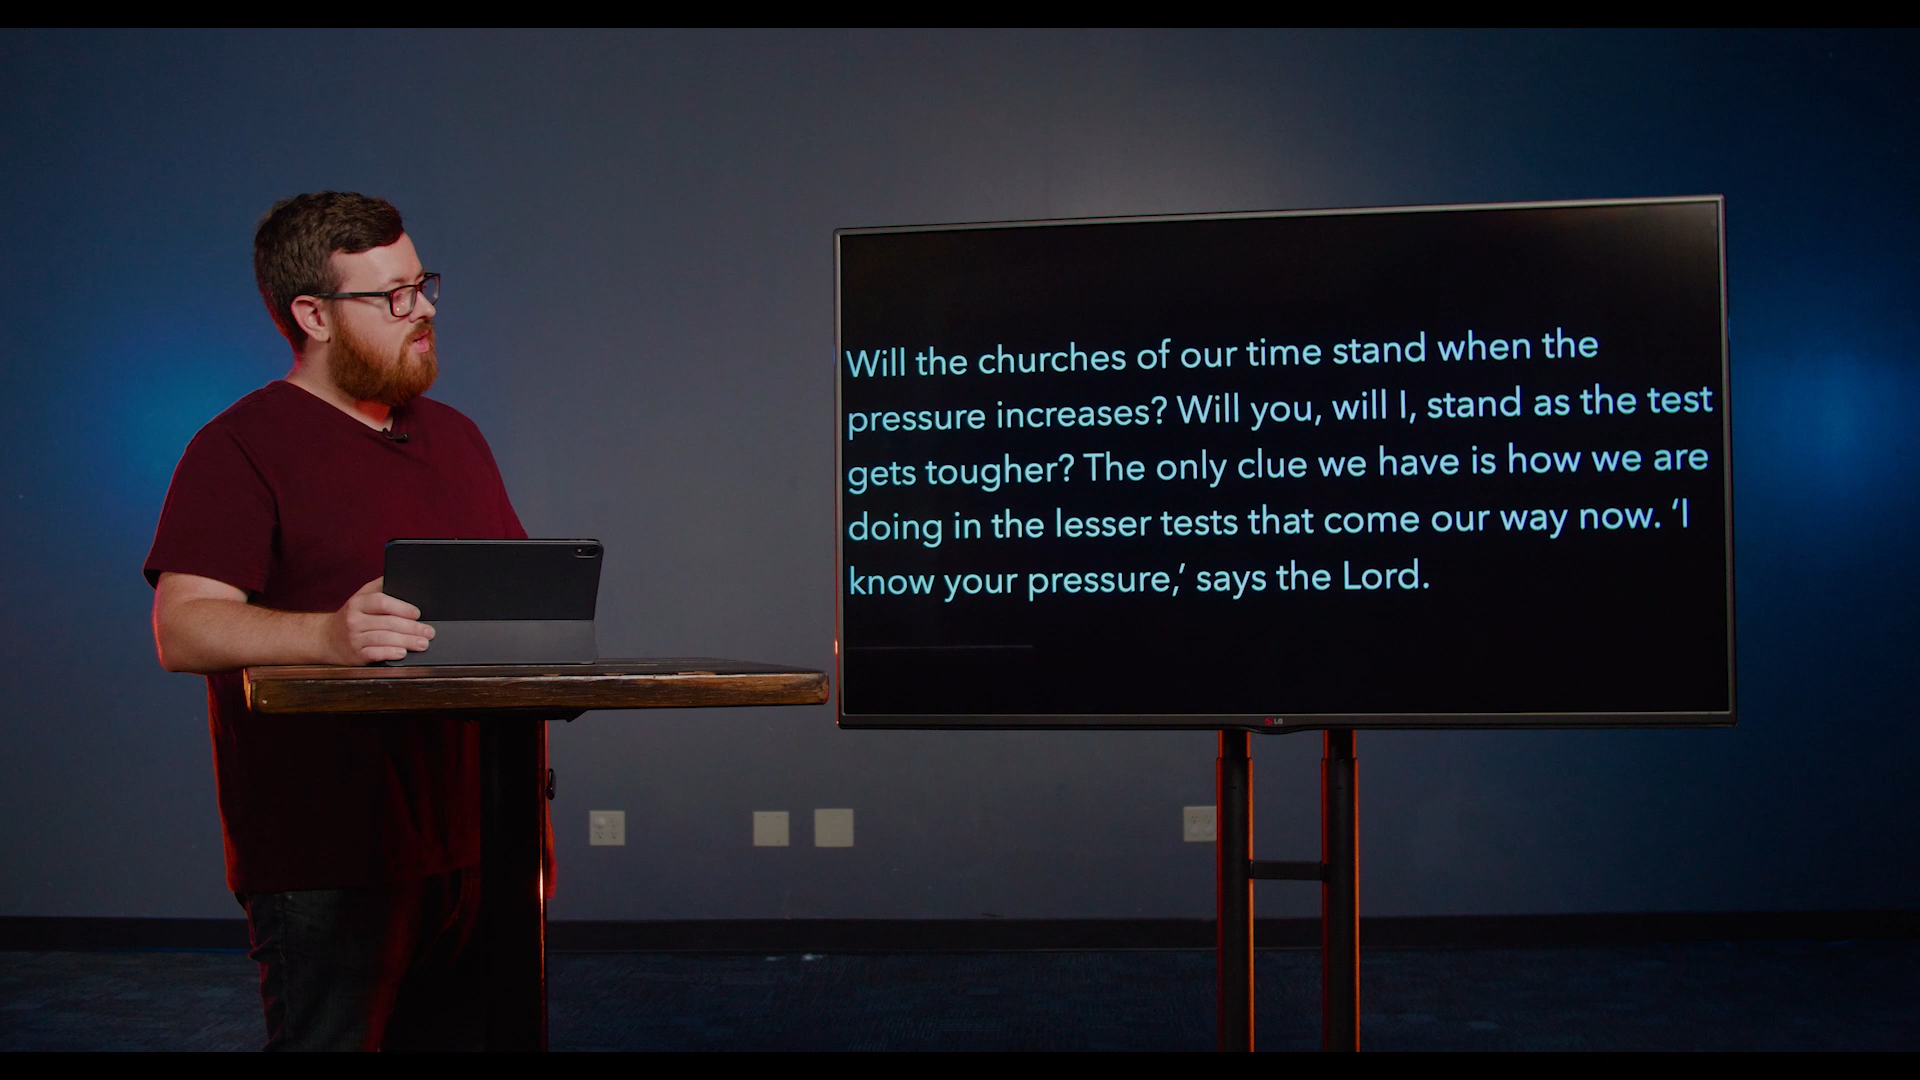 Will the churches of our time stand when the
pressure increases? Will you, will I, stand as the test
gets tougher? The only clue we have is how we are
doing in the lesser tests that come our way now. ‘I
know your pressure,’ says the Lord.
LG